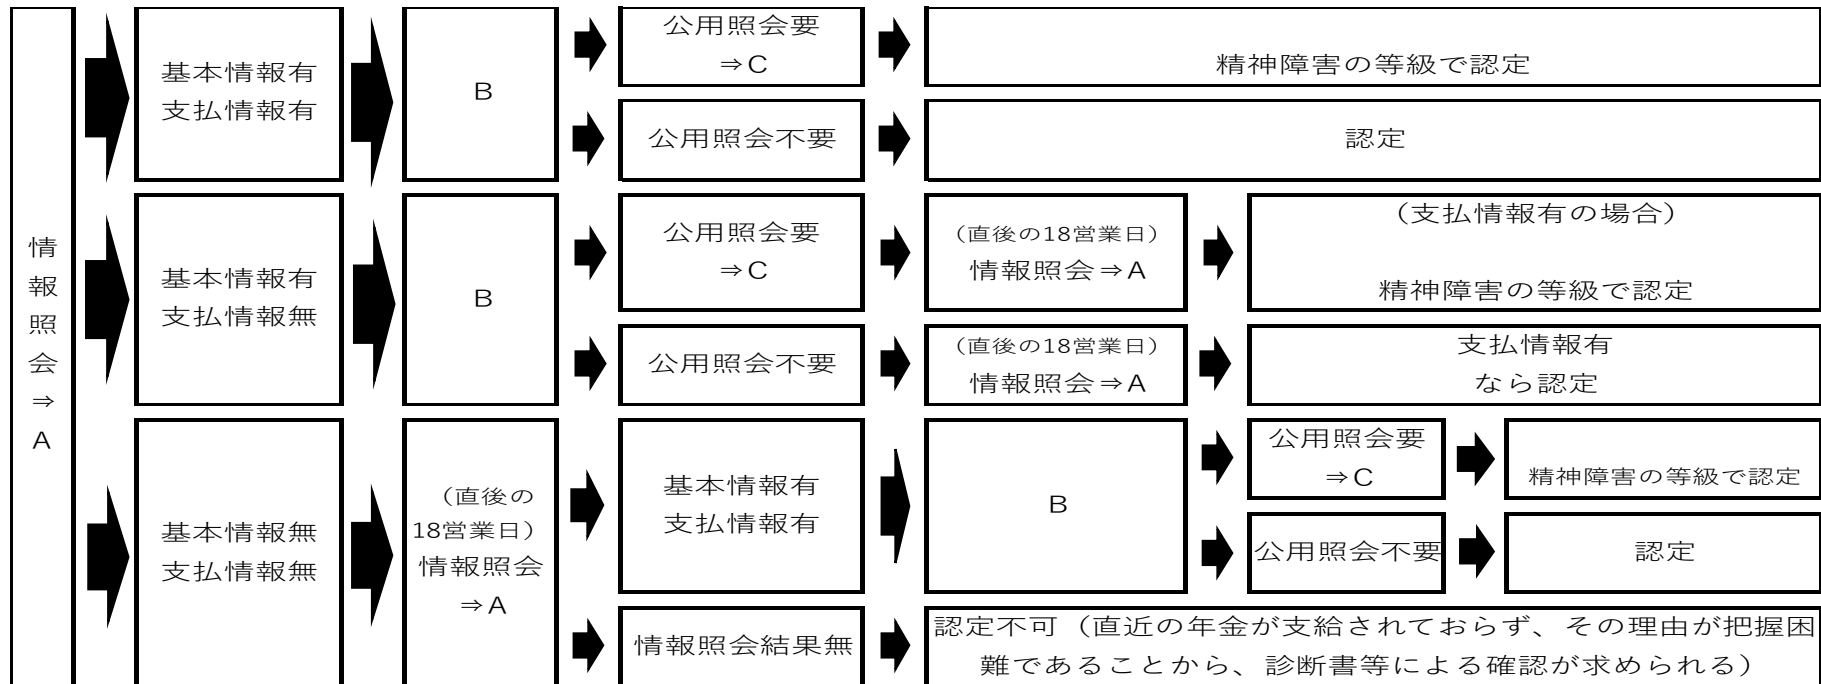 情報照会⇒A
基本情報有
支払情報有
B
公用照会要
⇒C
精神障害の等級で認定
公用照会不要
認定
基本情報有
支払情報無
B
公用照会要
⇒C
（直後の18営業日）
情報照会⇒A
（支払情報有の場合）
精神障害の等級で認定
公用照会不要
（直後の18営業日）
情報照会⇒A
支払情報有
なら認定
基本情報無
支払情報無
（直後の
18営業日）
情報照会
⇒A
基本情報有
支払情報有
B
公用照会要
⇒C
精神障害の等級で認定
公用照会不要
認定
情報照会結果無
認定不可（直近の年金が支給されておらず、その理由が把握困
難であることから、診断書等による確認が求められる）